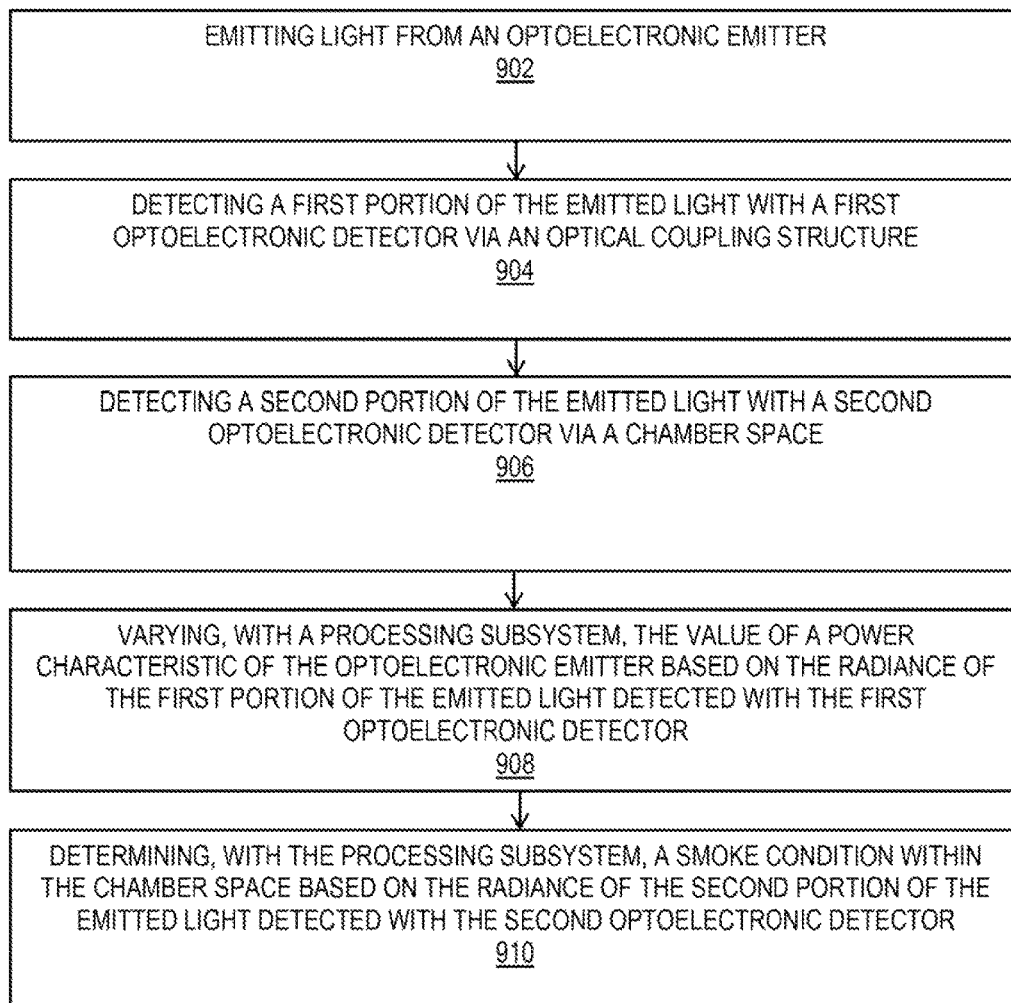 EMITTING LIGHT FROM AN OPTOELECTRONIC EMITTER
902
DETECTING A FIRST PORTION OF THE EMITTED LIGHT WITH A FIRST
OPTOELECTRONIC DETECTOR VIA AN OPTICAL COUPLING STRUCTURE
904
DETECTING A SECOND PORTION OF THE EMITTED LIGHT WITH A SECOND
OPTOELECTRONIC DETECTOR VIA A CHAMBER SPACE
906
VARYING, WITH A PROCESSING SUBSYSTEM, THE VALUE OF A POWER
CHARACTERISTIC OF THE OPTOELECTRONIC EMITTER BASED ON THE RADIANCE OF
THE FIRST PORTION OF THE EMITTED LIGHT DETECTED WITH THE FIRST
OPTOELECTRONIC DETECTOR
908
DETERMINING, WITH THE PROCESSING SUBSYSTEM, A SMOKE CONDITION WITHIN
THE CHAMBER SPACE BASED ON THE RADIANCE OF THE SECOND PORTION OF THE
EMITTED LIGHT DETECTED WITH THE SECOND OPTOELECTRONIC DETECTOR
910